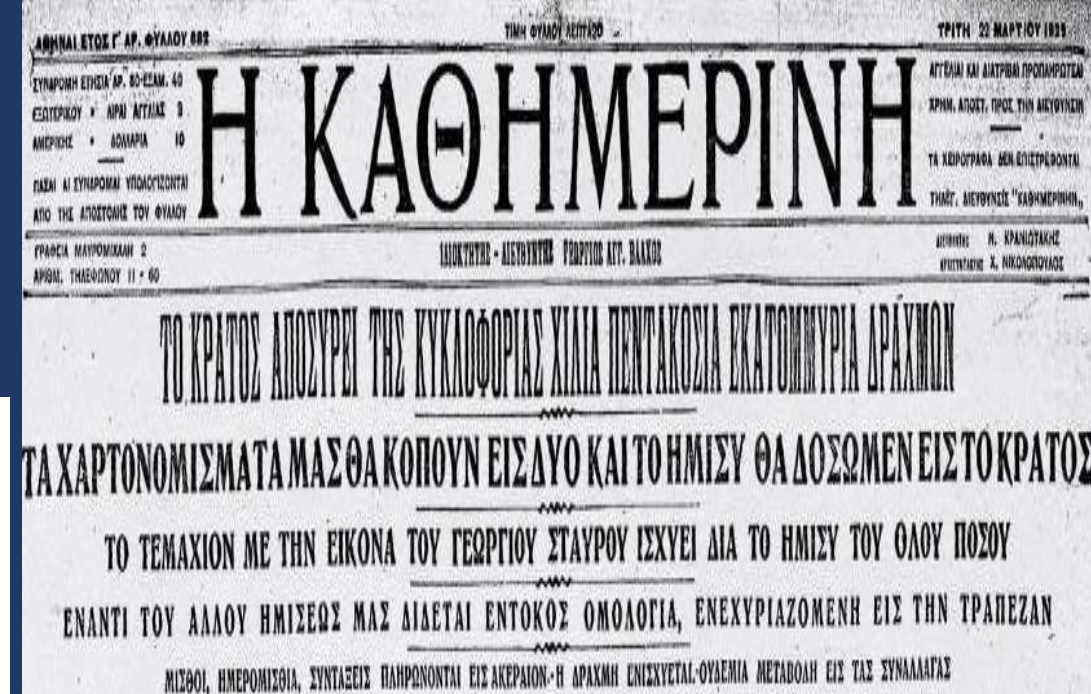 ΑΘΗΝΑΙ ΕΤΟΣ Γ΄ ΑΡ. ΦΥΛΛΟΥ 882
ΤΙΜΗ ΦΥΛΛΟΥ ΛΕΠΤΑ 20
ΤΡΙΤΗ 22 ΜΑΡΤΙΟΥ 1922
ΣΥΝΔΡΟΜΗ ΕΤΗΣΙΑ ΔΡ. 80-ΕΞΑΜ. 40
ΕΞΩΤΕΡΙΚΟΥ » ΛΙΡΑΙ ΑΓΓΛΙΑΣ 3
ΑΜΕΡΙΚΗΣ » ΔΟΛΛΑΡΙΑ 10
ΠΑΣΑΙ ΑΙ ΣΥΝΔΡΟΜΑΙ ΥΠΟΛΟΓΙΖΟΝΤΑΙ
ΑΠΟ ΤΗΣ ΑΠΟΣΤΟΛΗΣ ΤΟΥ ΦΥΛΛΟΥ
Η ΚΑΘΗΜΕΡΙΝΗ
ΑΓΓΕΛΙΑΙ ΚΑΙ ΔΙΑΤΡΙΒΑΙ ΠΡΟΠΛΗΡΩΤΕΑΙ
ΧΡΗΜ. ΑΠΟΣΤ. ΠΡΟΣ ΤΗΝ ΔΙΕΥΘΥΝΣΙΝ
ΤΑ ΧΕΙΡΟΓΡΑΦΑ ΔΕΝ ΕΠΙΣΤΡΕΦΟΝΤΑΙ
ΤΗΛΕΓ. ΔΙΕΥΘΥΝΣΙΣ "ΚΑΘΗΜΕΡΙΝΗΝ„
ΓΡΑΦΕΙΑ ΜΑΥΡΟΜΙΧΑΛΗ 2
ΑΡΙΘΜ. ΤΗΛΕΦΩΝΟΥ 11-60
ΙΔΙΟΚΤΗΤΗΣ - ΔΙΕΥΘΥΝΤΗΣ ΓΕΩΡΓΙΟΣ ΑΓΓ. ΒΛΑΧΟΣ
Ν. ΚΡΑΝΙΩΤΑΚΗΣ
Χ. ΝΙΚΟΛΟΠΟΥΛΟΣ
ΤΟ ΚΡΑΤΟΣ ΑΠΟΣΥΡΕΙ ΤΗΣ ΚΥΚΛΟΦΟΡΙΑΣ ΧΙΛΙΑ ΠΕΝΤΑΚΟΣΙΑ ΕΚΑΤΟΜΜΥΡΙΑ ΔΡΑΧΜΩΝ
ΤΑ ΧΑΡΤΟΝΟΜΙΣΜΑΤΑ ΜΑΣ ΘΑ ΚΟΠΟΥΝ ΕΙΣ ΔΥΟ ΚΑΙ ΤΟ ΗΜΙΣΥ ΘΑ ΔΩΣΩΜΕΝ ΕΙΣ ΤΟ ΚΡΑΤΟΣ
ΤΟ ΤΕΜΑΧΙΟΝ ΜΕ ΤΗΝ ΕΙΚΟΝΑ ΤΟΥ ΓΕΩΡΓΙΟΥ ΣΤΑΥΡΟΥ ΙΣΧΥΕΙ ΔΙΑ ΤΟ ΗΜΙΣΥ ΤΟΥ ΟΛΟΥ ΠΟΣΟΥ
ΕΝΑΝΤΙ ΤΟΥ ΑΛΛΟΥ ΗΜΙΣΕΩΣ ΜΑΣ ΔΙΔΕΤΑΙ ΕΝΤΟΚΟΣ ΟΜΟΛΟΓΙΑ, ΕΝΕΧΥΡΙΑΖΟΜΕΝΗ ΕΙΣ ΤΗΝ ΤΡΑΠΕΖΑΝ
ΜΙΣΘΟΙ, ΗΜΕΡΟΜΙΣΘΙΑ, ΣΥΝΤΑΞΕΙΣ ΠΛΗΡΩΝΟΝΤΑΙ ΕΙΣ ΑΚΕΡΑΙΟΝ.-Η ΔΡΑΧΜΗ ΕΝΙΣΧΥΕΤΑΙ.-ΟΥΔΕΜΙΑ ΜΕΤΑΒΟΛΗ ΕΙΣ ΤΑΣ ΣΥΝΑΛΛΑΓΑΣ